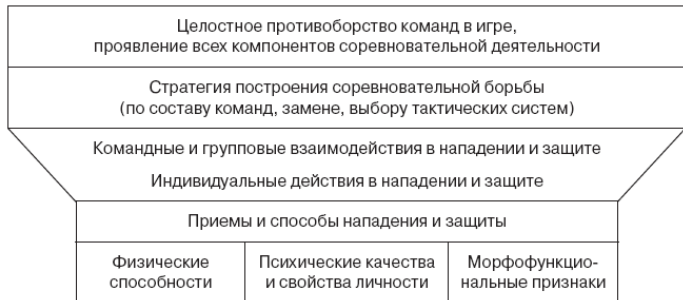 Целостное противоборство команд в игре,
проявление всех компонентов соревновательной деятельности
Стратегия построения соревновательной борьбы
(по составу команд, замене, выбору тактических систем)
Командные и групповые взаимодействия в нападении и защите
Индивидуальные действия в нападении и защите
Приемы и способы нападения и защиты
Физические
способности
Психические качества
и свойства личности
Морфофункцио-
нальные признаки